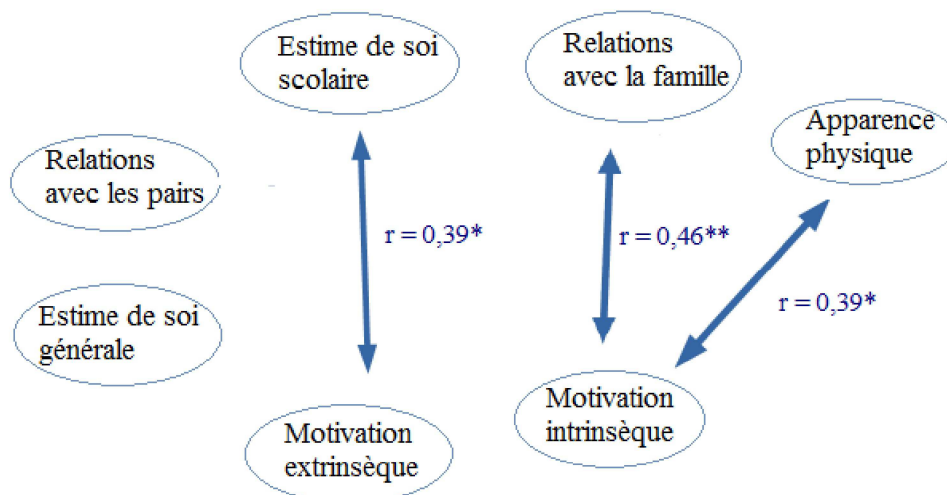 Estime de soi
scolaire
Relations
avec la famille
Apparence
physique
Relations
avec les pairs
r = 0,39*
r = 0,46**
r = 0,39*
Estime de soi
générale
Motivation
extrinsèque
Motivation
intrinsèque